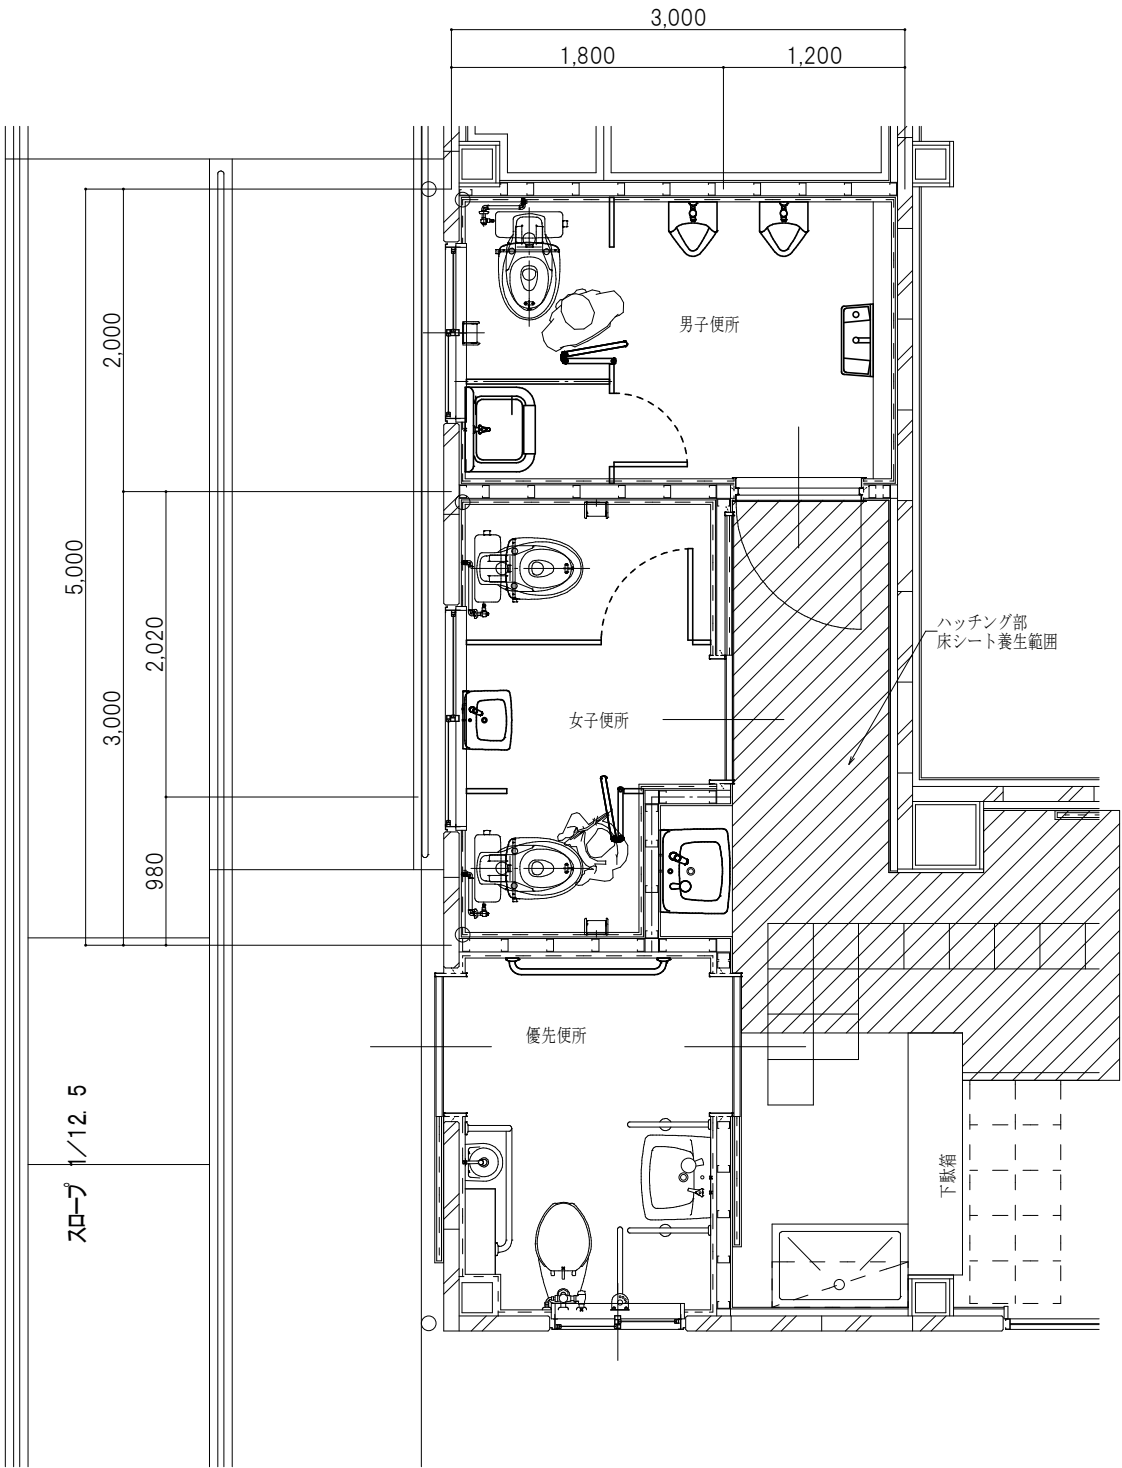 3,000
1,800
1,200
2,000
男子便所
5,000
2,020
ハッチング部
床シート養生範囲
3,000
女子便所
980
優先便所
スロープ 1/12.5
下駄箱